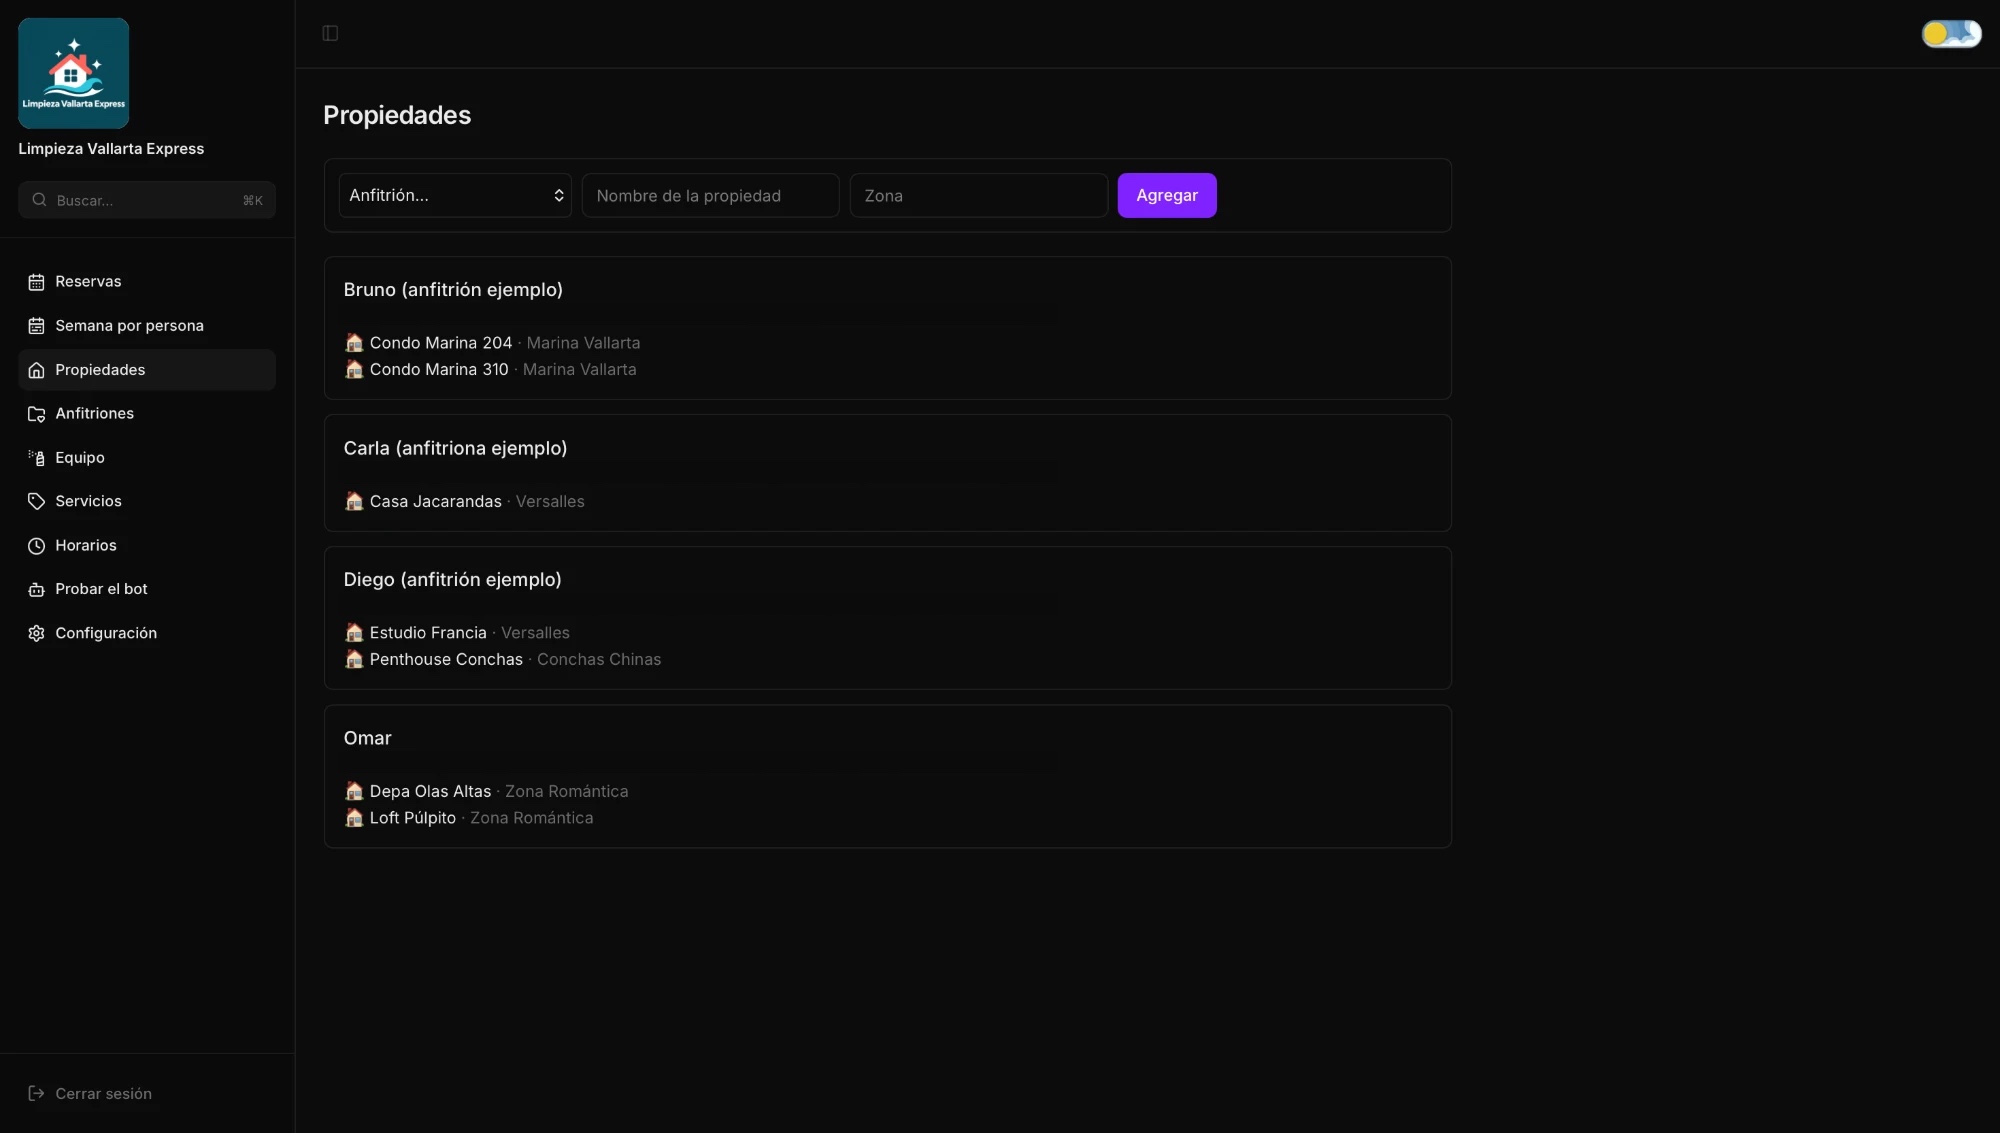 Limpieza Vallarta Express
Limpieza Vallarta Express
Buscar... ⌘K
Reservas
Semana por persona
Propiedades
Anfitriones
Equipo
Servicios
Horarios
Probar el bot
Configuración
Cerrar sesión
Propiedades
Anfitrión... Nombre de la propiedad Zona Agregar
Bruno (anfitrión ejemplo)
Condo Marina 204 · Marina Vallarta
Condo Marina 310 · Marina Vallarta
Carla (anfitriona ejemplo)
Casa Jacarandas · Versalles
Diego (anfitrión ejemplo)
Estudio Francia · Versalles
Penthouse Conchas · Conchas Chinas
Omar
Depa Olas Altas · Zona Romántica
Loft Púlpito · Zona Romántica